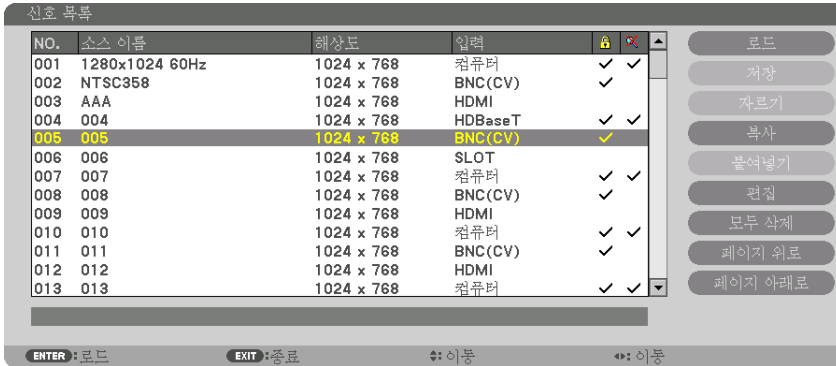 신호 목록
NO. 소스 이름 해상도 입력
001 1280x1024 60Hz 1024 x 768 컴퓨터 ✓ ✓
002 NTSC358 1024 x 768 BNC(CV) ✓
003 AAA 1024 x 768 HDMI
004 004 1024 x 768 HDBaseT ✓ ✓
005 005 1024 x 768 BNC(CV) ✓
006 006 1024 x 768 SLOT
007 007 1024 x 768 컴퓨터 ✓ ✓
008 008 1024 x 768 BNC(CV) ✓
009 009 1024 x 768 HDMI
010 010 1024 x 768 컴퓨터 ✓ ✓
011 011 1024 x 768 BNC(CV) ✓
012 012 1024 x 768 HDMI
013 013 1024 x 768 컴퓨터 ✓ ✓
로드
저장
자르기
복사
붙여넣기
편집
모두 삭제
페이지 위로
페이지 아래로
ENTER :로드 EXIT :종료 :이동 :이동